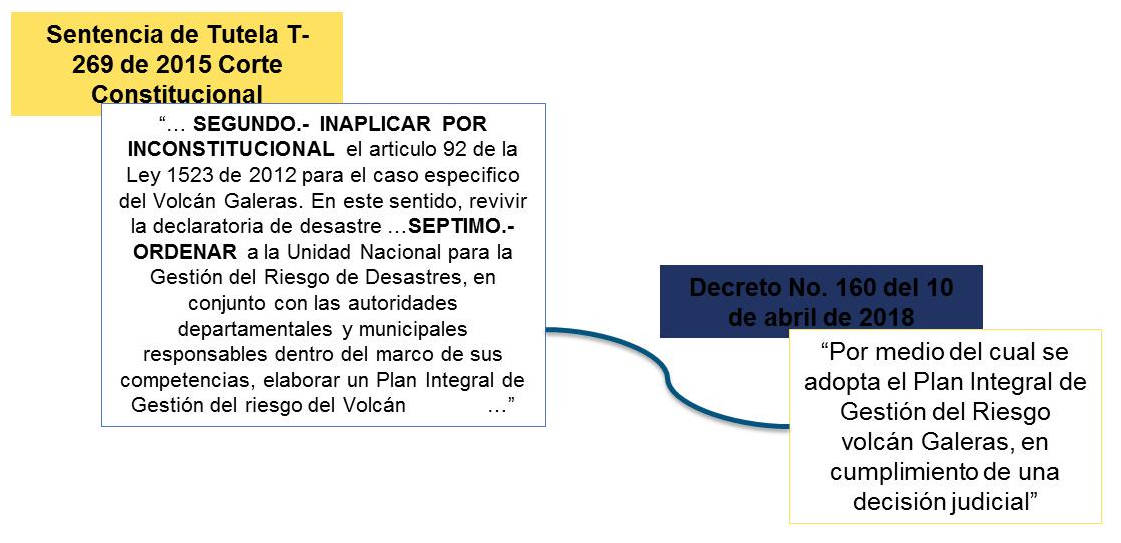 Sentencia de Tutela T-
269 de 2015 Corte
Constitucional
“… SEGUNDO.- INAPLICAR POR
INCONSTITUCIONAL el articulo 92 de la
Ley 1523 de 2012 para el caso especifico
del Volcán Galeras. En este sentido, revivir
la declaratoria de desastre …SEPTIMO.-
ORDENAR a la Unidad Nacional para la
Gestión del Riesgo de Desastres, en
conjunto con las autoridades
departamentales y municipales
responsables dentro del marco de sus
competencias, elaborar un Plan Integral de
Gestión del riesgo del Volcán …”
Decreto No. 160 del 10
de abril de 2018
“Por medio del cual se
adopta el Plan Integral de
Gestión del Riesgo
volcán Galeras, en
cumplimiento de una
decisión judicial”